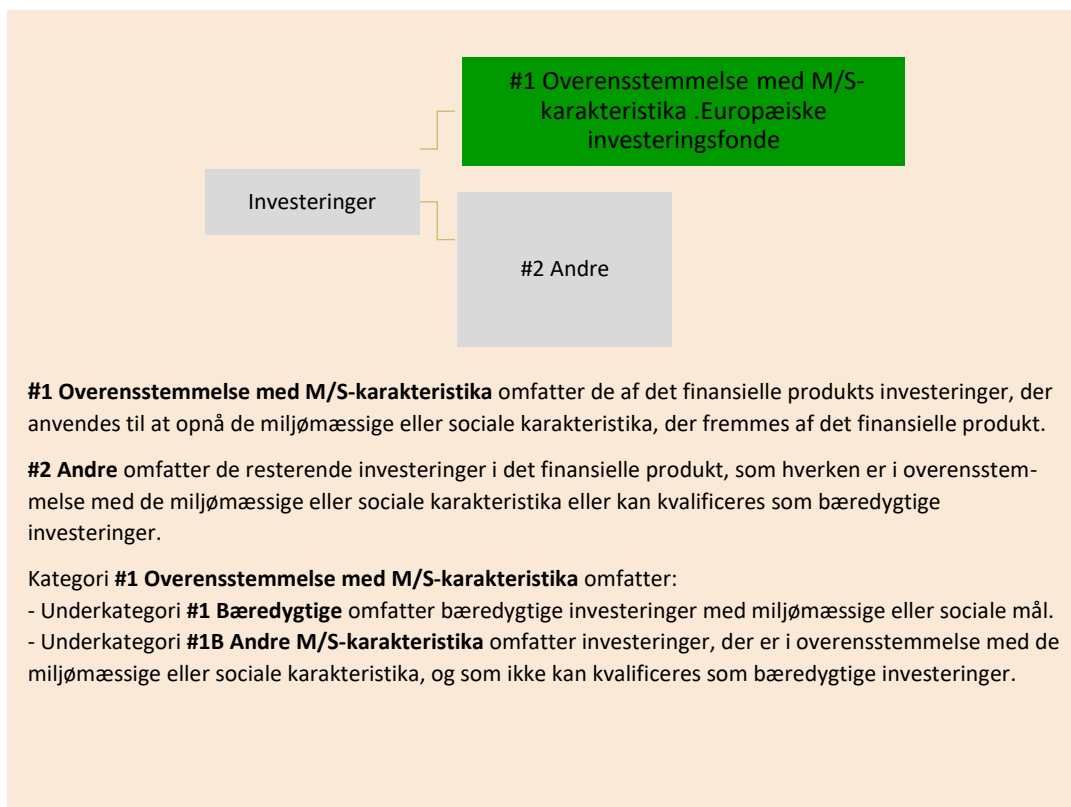 #1 Overensstemmelse med M/S-
karakteristika .Europæiske
investeringsfonde
Investeringer
#2 Andre
#1 Overensstemmelse med M/S-karakteristika omfatter de af det finansielle produkts investeringer, der
anvendes til at opnå de miljømæssige eller sociale karakteristika, der fremmes af det finansielle produkt.
#2 Andre omfatter de resterende investeringer i det finansielle produkt, som hverken er i overensstem-
melse med de miljømæssige eller sociale karakteristika eller kan kvalificeres som bæredygtige
investeringer.
Kategori #1 Overensstemmelse med M/S-karakteristika omfatter:
- Underkategori #1 Bæredygtige omfatter bæredygtige investeringer med miljømæssige eller sociale mål.
- Underkategori #1B Andre M/S-karakteristika omfatter investeringer, der er i overensstemmelse med de
miljømæssige eller sociale karakteristika, og som ikke kan kvalificeres som bæredygtige investeringer.